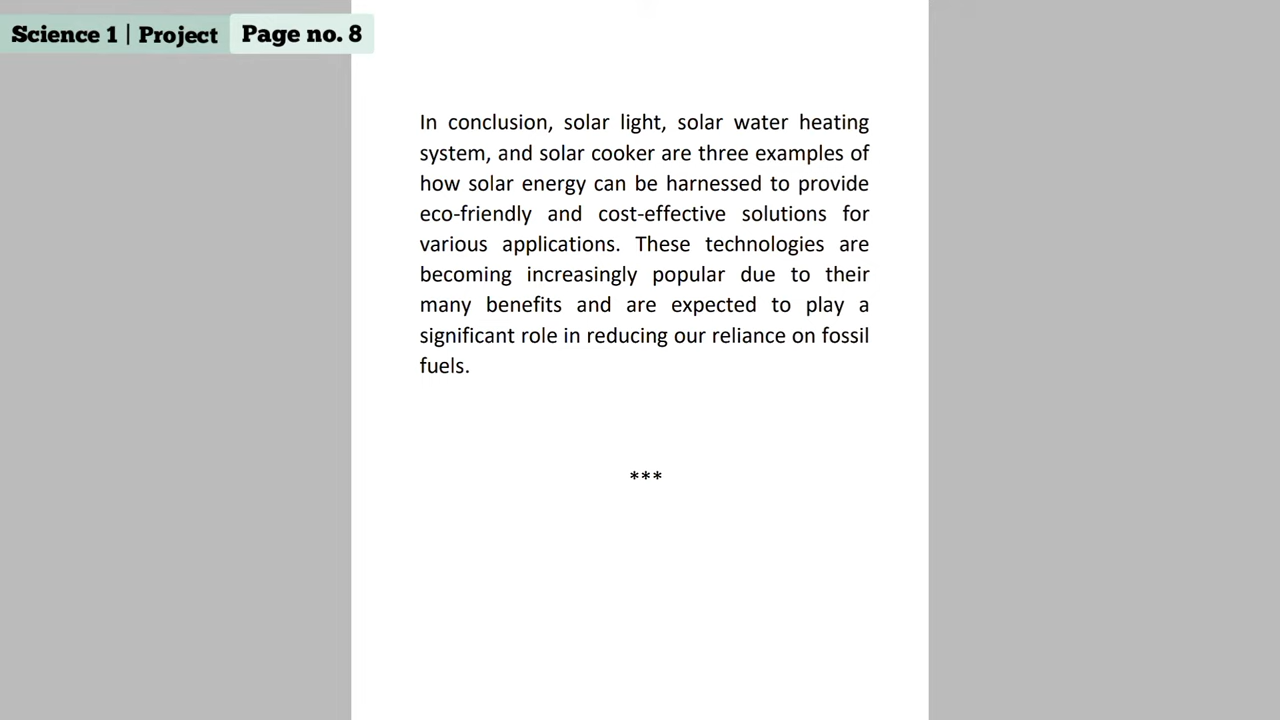 Science 1 | Project Page no. 8
In conclusion, solar light, solar water heating
system, and solar cooker are three examples of
how solar energy can be harnessed to provide
eco-friendly and cost-effective solutions for
various applications. These technologies are
becoming increasingly popular due to their
many benefits and are expected to play a
significant role in reducing our reliance on fossil
fuels.
***